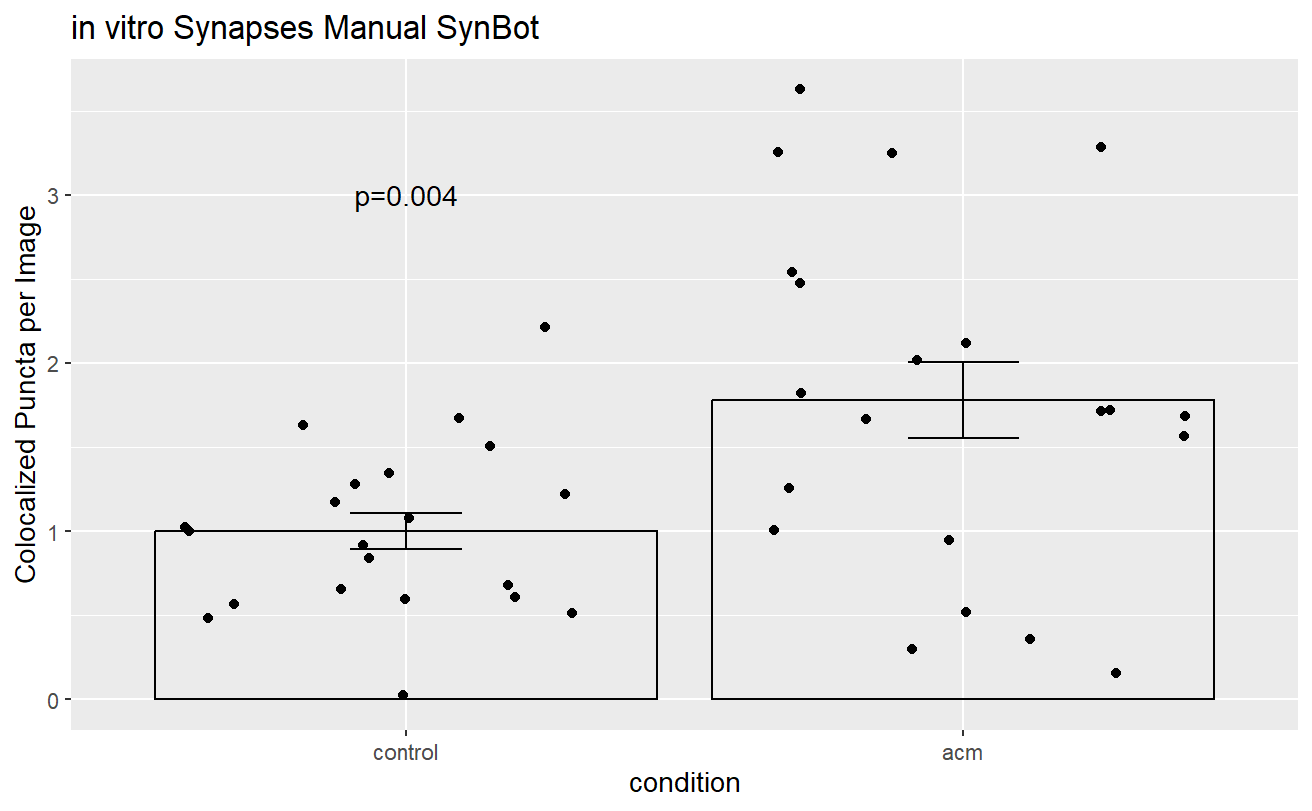 in vitro Synapses Manual SynBot
Colocalized Puncta per Image
3
2
1
0
p=0.004
control
acm
condition